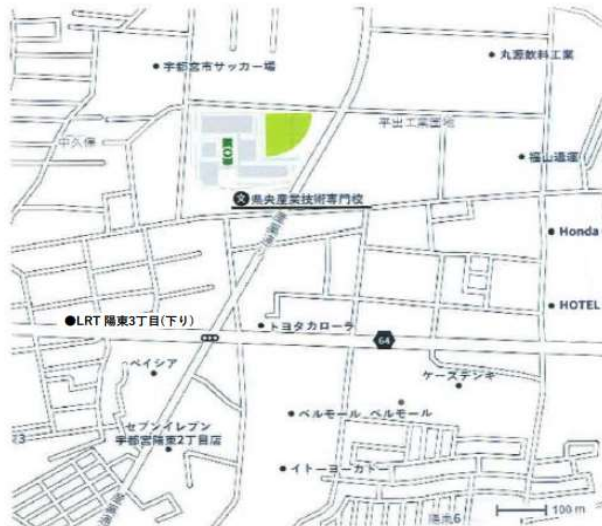 宇都宮市サッカー場
丸源飲料工業
中久保
平出工業団地
福山通運
県央産業技術専門校
Honda
●LRT 陽東3丁目(下り)
トヨタカローラ
HOTEL
64
ベイシア
ケーズデンキ
ベルモール ベルモール
セブンイレブン
宇都宮陽東2丁目店
イトーヨーカドー
陽東6
100 m